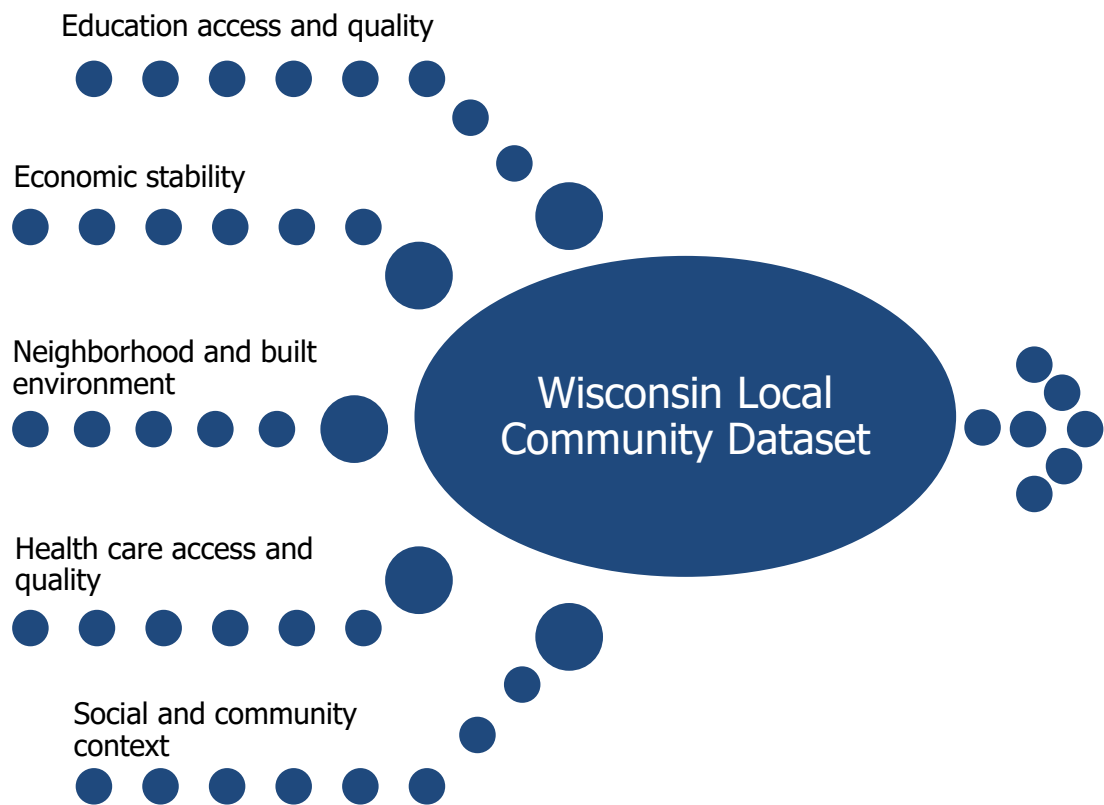 Education access and quality
Economic stability
Neighborhood and built
environment
Wisconsin Local
Community Dataset
Health care access and
quality
Social and community
context